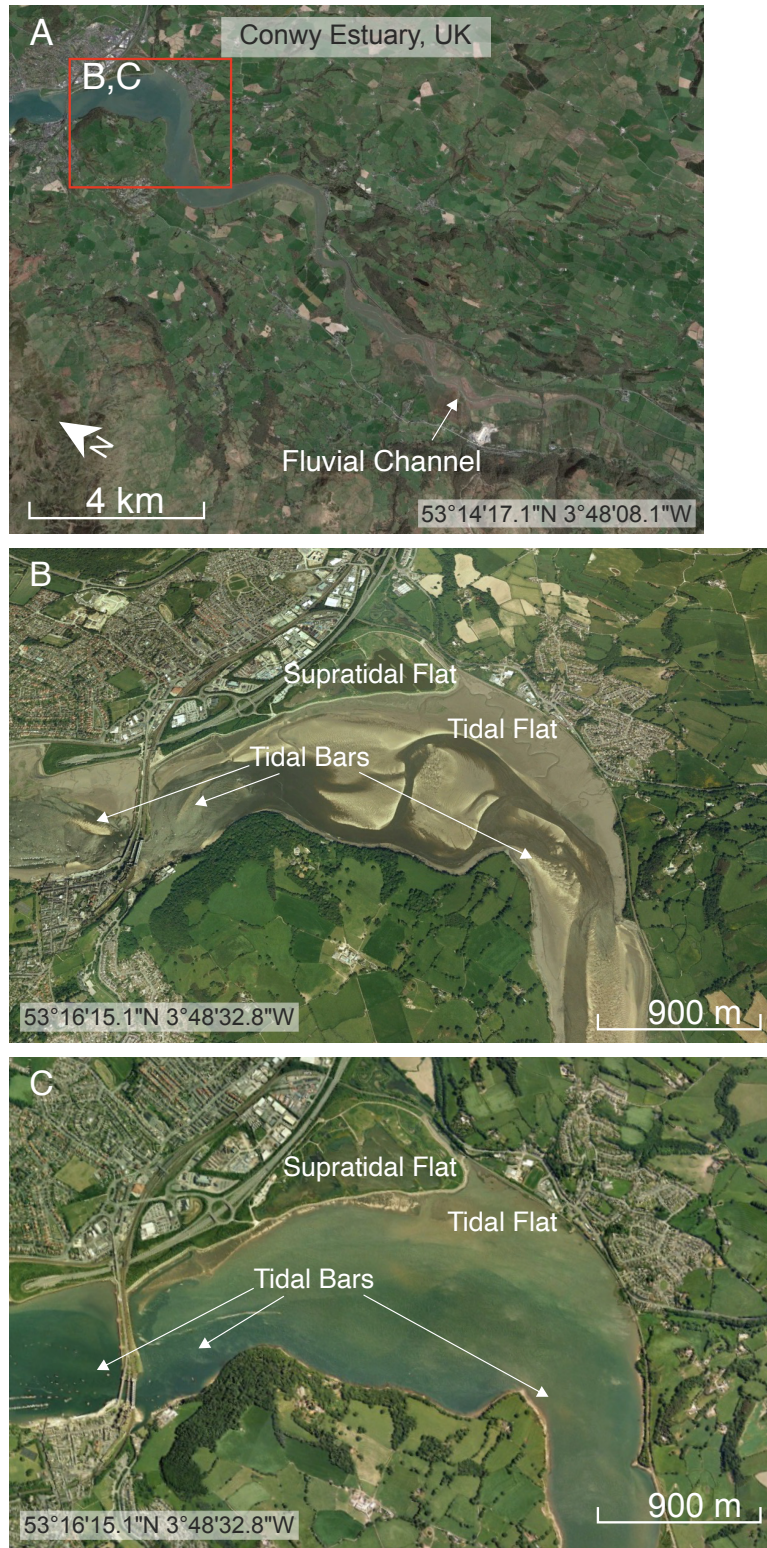 A
Conwy Estuary, UK
B,C
Fluvial Channel
N
4 km
53°14'17.1"N 3°48'08.1"W
B
Supratidal Flat
Tidal Flat
Tidal Bars
53°16'15.1"N 3°48'32.8"W
900 m
C
Supratidal Flat
Tidal Flat
Tidal Bars
53°16'15.1"N 3°48'32.8"W
900 m